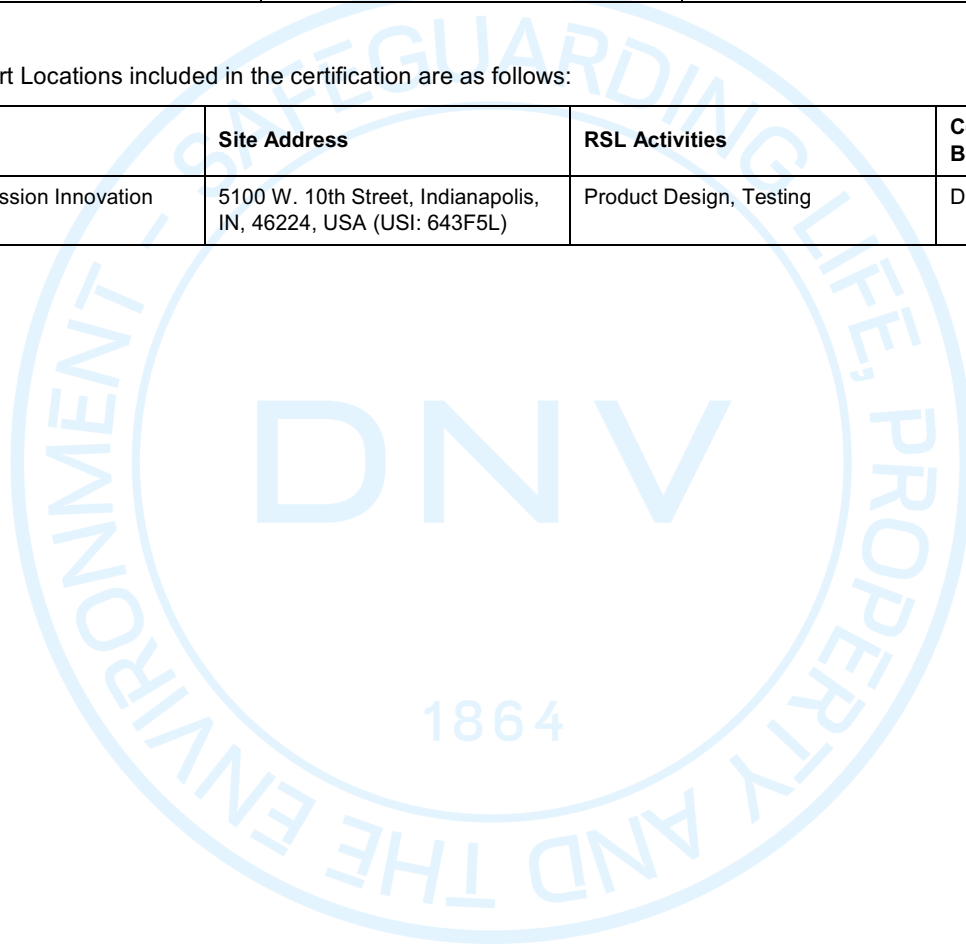 rt Locations included in the certification are as follows:
Site Address RSL Activities C
B
ssion Innovation 5100 W. 10th Street, Indianapolis, Product Design, Testing D
IN, 46224, USA (USI: 643F5L)
SAFEGUARDING LIFE, PROPERTY AND THE ENVIRONMENT -
DNV
1864